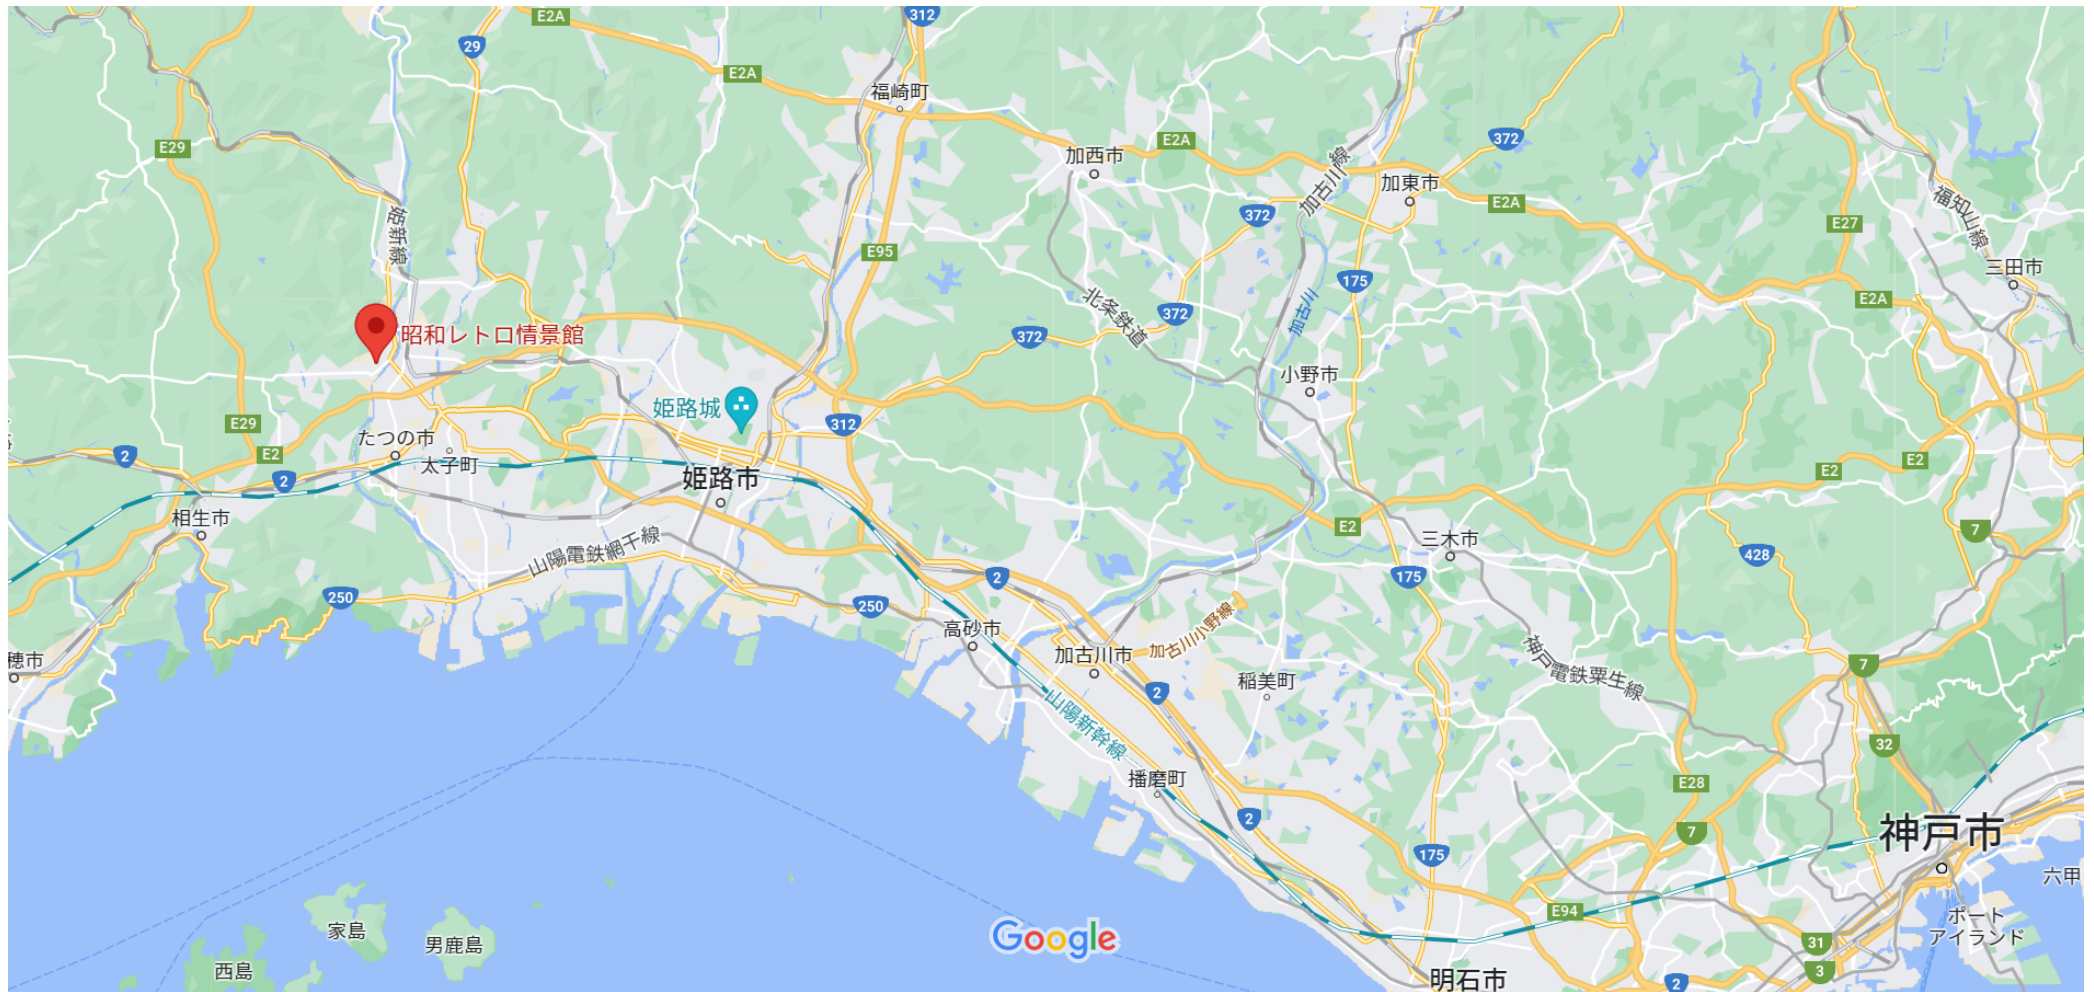 E2A
312
29
E2A
福崎町
E29
加西市
E2A
372
加古川線
加東市
E2A
福知山線
姫新線
372
E27
E95
三田市
175
E2A
北条鉄道
372
加古川
昭和レトロ情景館
372
小野市
姫路城
312
E29
たつの市
2
E2
太子町
姫路市
2
E2
E2
相生市
E2
7
三木市
428
山陽電鉄網干線
175
2
250
250
高砂市
加古川小野線
加古川市
穂市
稲美町
2
神戸電鉄粟生線
7
山陽新幹線
32
播磨町
E28
2
7
神戸市
175
六甲
E94
ポート
アイランド
家島
男鹿島
Google
31
西島
3
明石市
2